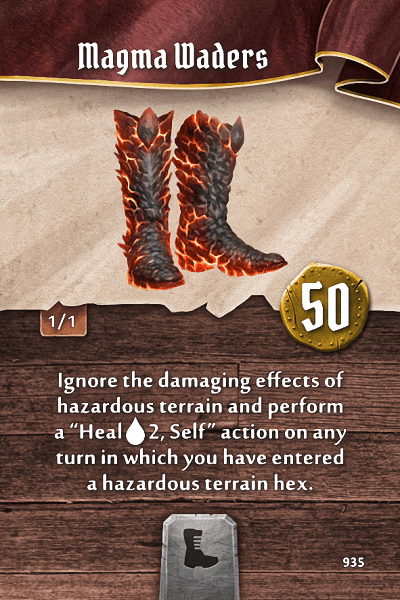 Magma Waders
1/1
50
Ignore the damaging effects of
hazardous terrain and perform
a “Heal 2, Self” action on any
turn in which you have entered
a hazardous terrain hex.
935